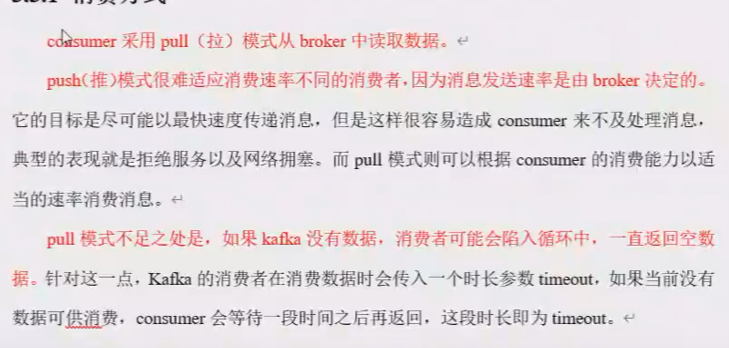 consumer 采用 pull（拉）模式从 broker 中读取数据。
push（推）模式很难适应消费速率不同的消费者，因为消息发送速率是由 broker 决定的。
它的目标是尽可能以最快速度传递消息，但是这样很容易造成 consumer 来不及处理消息，
典型的表现就是拒绝服务以及网络拥塞。而 pull 模式则可以根据 consumer 的消费能力以适
当的速率消费消息。
pull 模式不足之处是，如果 kafka 没有数据，消费者可能会陷入循环中，一直返回空数
据。针对这一点，Kafka 的消费者在消费数据时会传入一个时长参数 timeout，如果当前没有
数据可供消费，consumer 会等待一段时间之后再返回，这段时长即为 timeout。